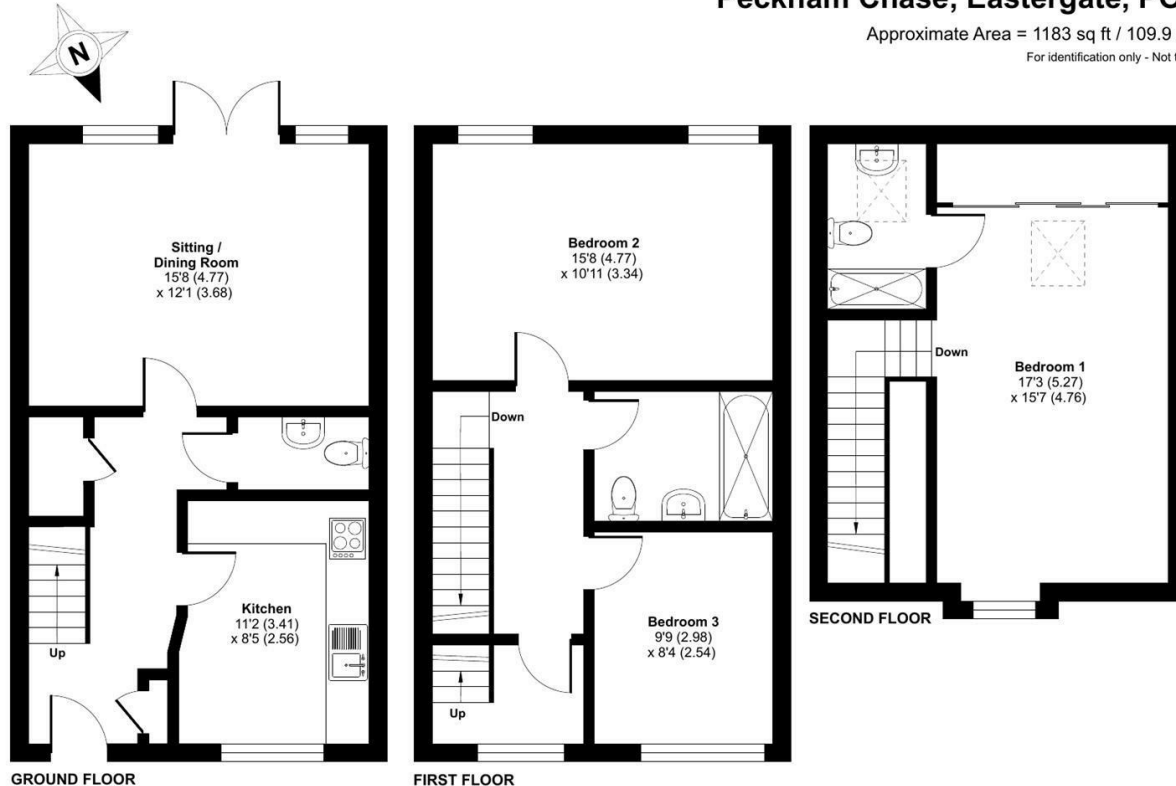 Peckham Chase, Eastergate,
Approximate Area = 1183 sq ft / 109.9
For identification only - Not
N
Sitting /
Dining Room
15'8 (4.77)
x 12'1 (3.68)
Kitchen
11'2 (3.41)
x 8'5 (2.56)
Up
GROUND FLOOR
Bedroom 2
15'8 (4.77)
x 10'11 (3.34)
Down
Bedroom 3
9'9 (2.98)
x 8'4 (2.54)
Up
FIRST FLOOR
Down
Bedroom 1
17'3 (5.27)
x 15'7 (4.76)
SECOND FLOOR